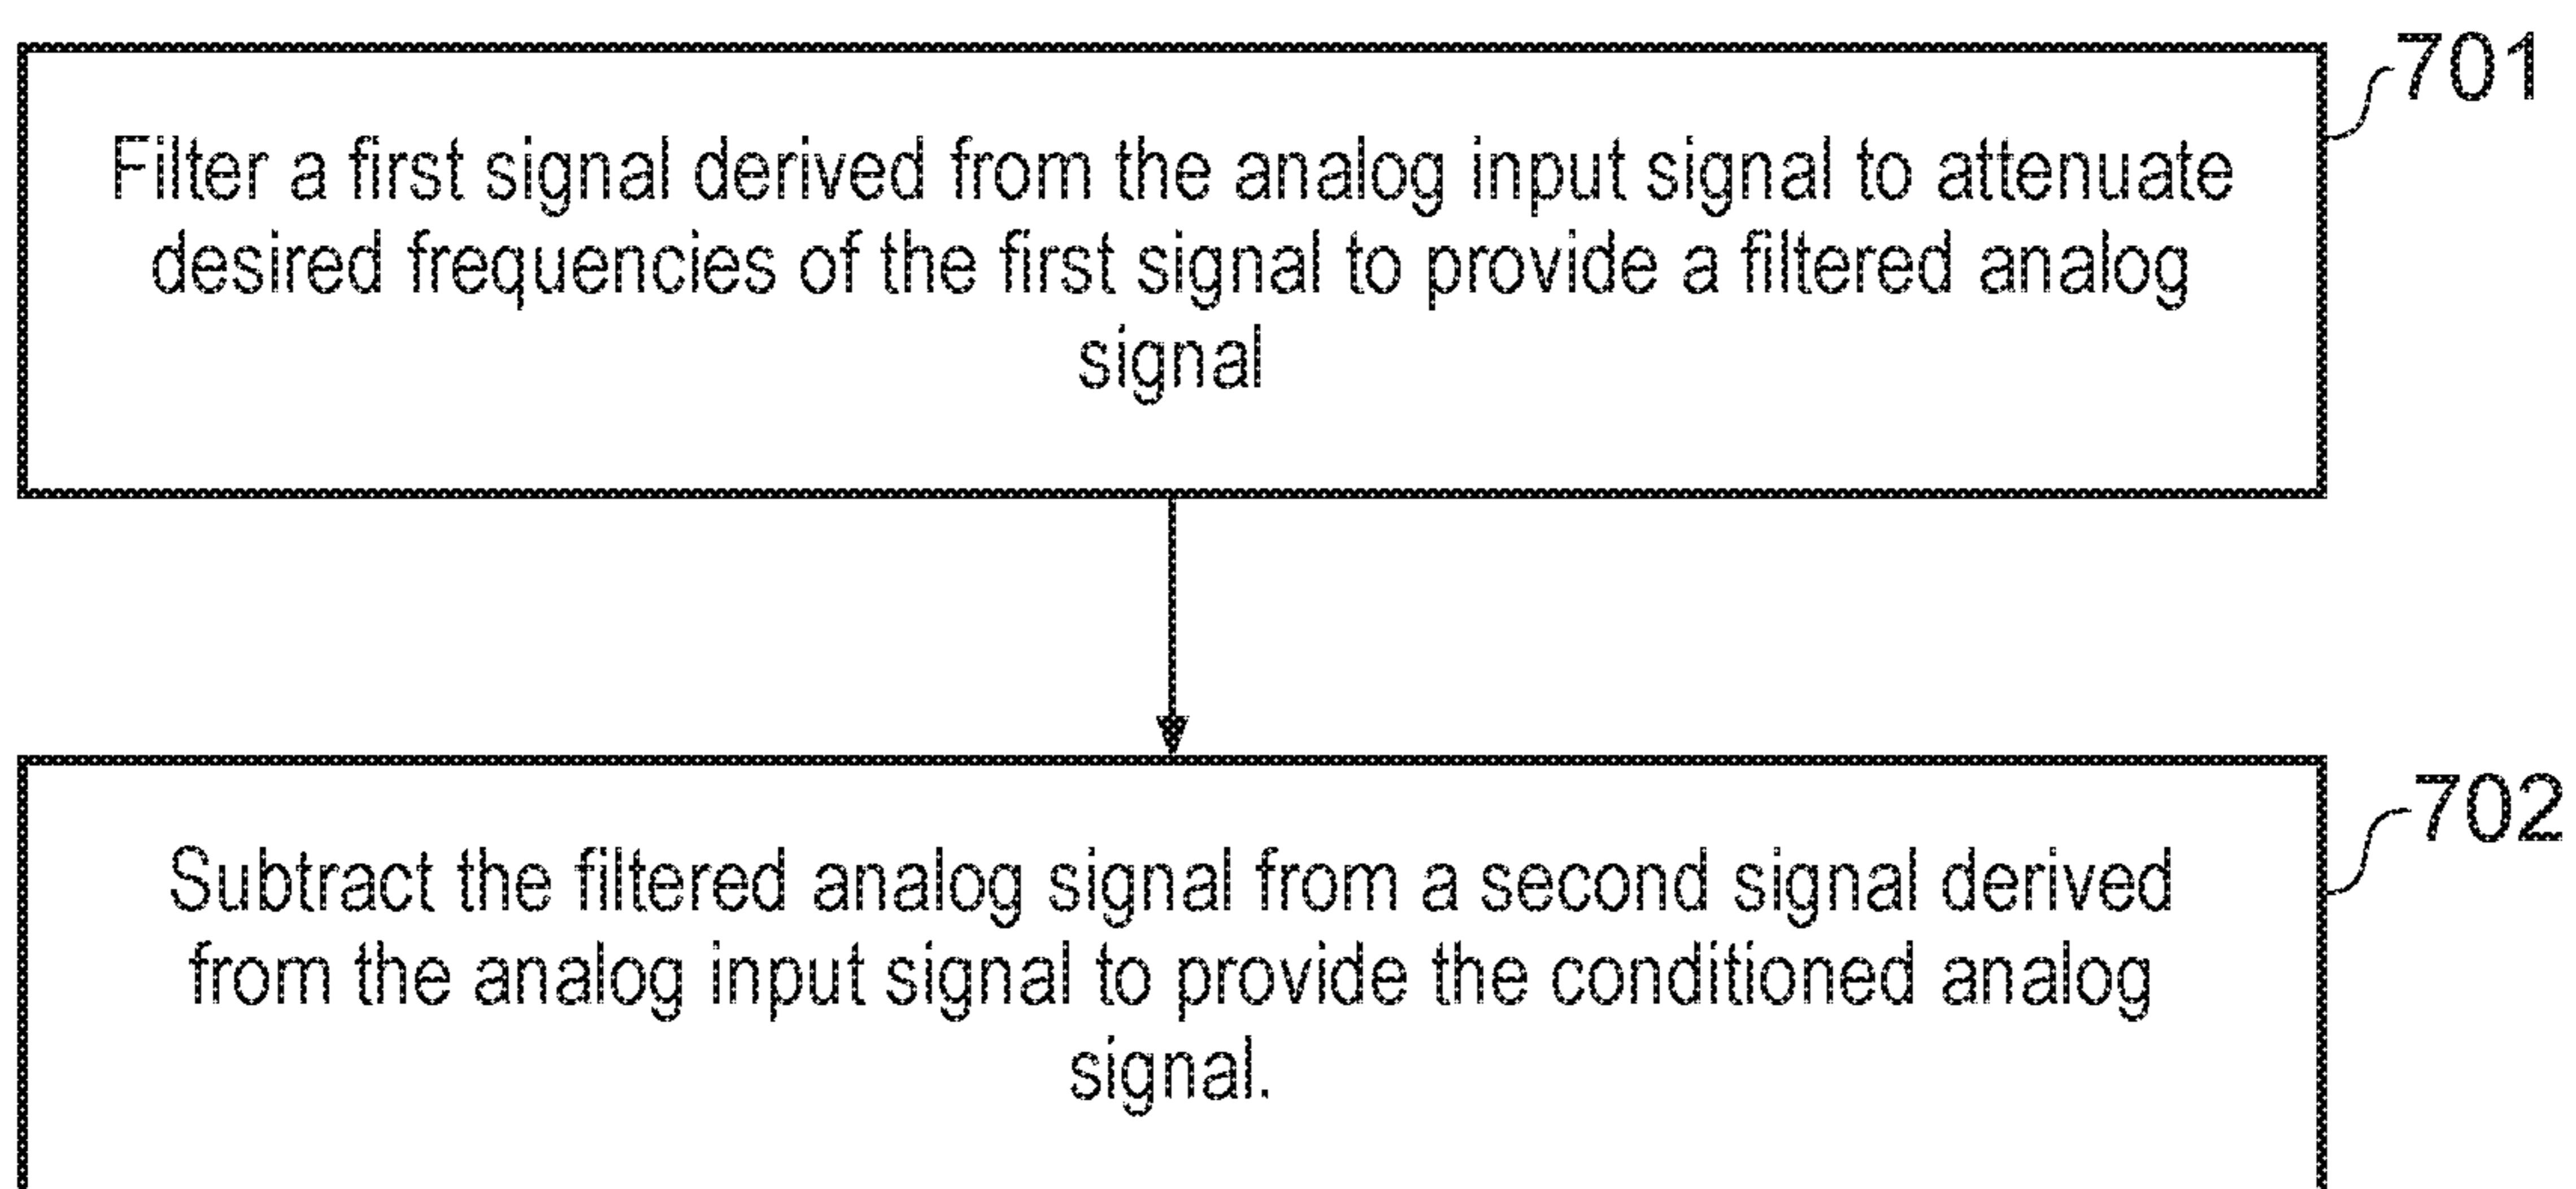 701
Filter a first signal derived from the analog input signal to attenuate
desired frequencies of the first signal to provide a filtered analog
signal
702
Subtract the filtered analog signal from a second signal derived
from the analog input signal to provide the conditioned analog
signal.